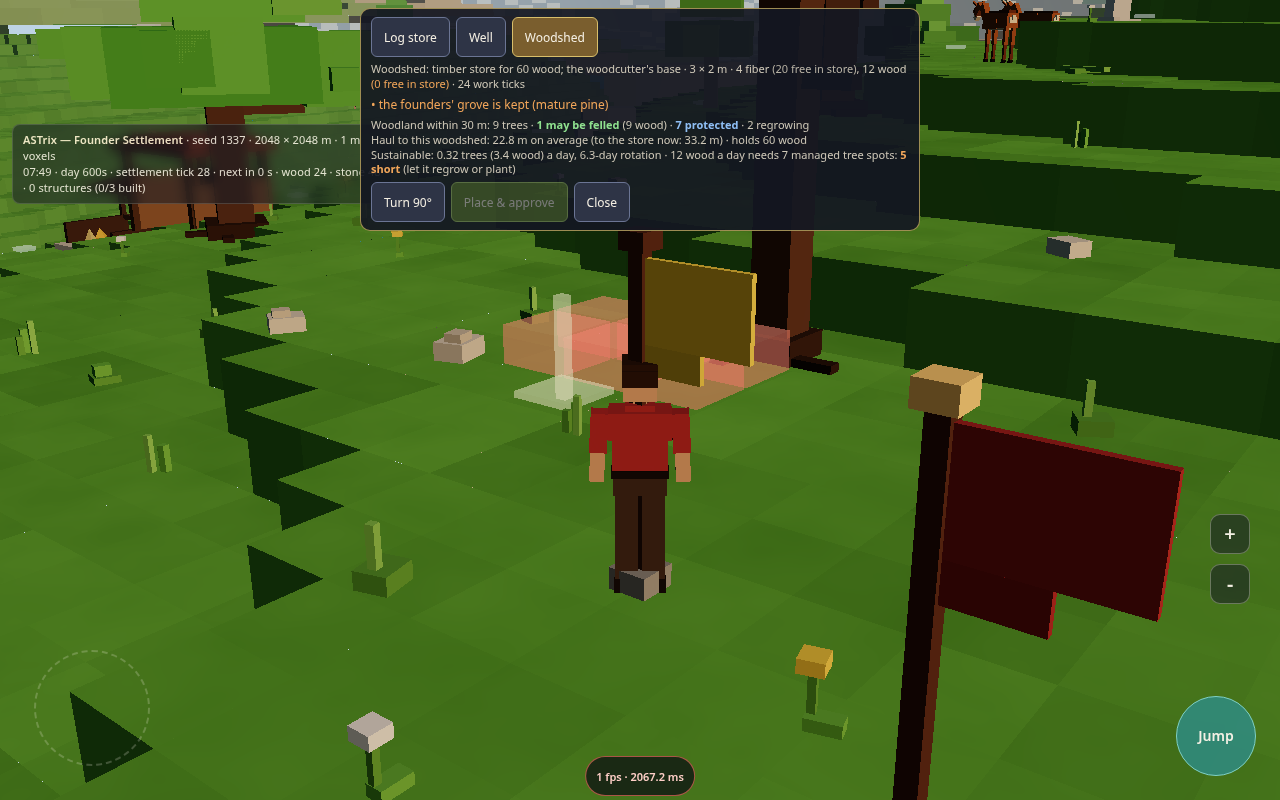 Log store
Well
Woodshed
Woodshed: timber store for 60 wood; the woodcutter's base · 3 × 2 m · 4 fiber (20 free in store), 12 wood
(0 free in store) · 24 work ticks
• the founders' grove is kept (mature pine)
Woodland within 30 m: 9 trees · 1 may be felled (9 wood) · 7 protected · 2 regrowing
Haul to this woodshed: 22.8 m on average (to the store now: 33.2 m) · holds 60 wood
Sustainable: 0.32 trees (3.4 wood) a day, 6.3-day rotation · 12 wood a day needs 7 managed tree spots: 5
short (let it regrow or plant)
Turn 90°
Place & approve
Close
ASTrix — Founder Settlement · seed 1337 · 2048 × 2048 m · 1 m
voxels
07:49 · day 600s · settlement tick 28 · next in 0 s · wood 24 ·
· 0 structures (0/3 built)
+
-
Jump
1 fps · 2067.2 ms